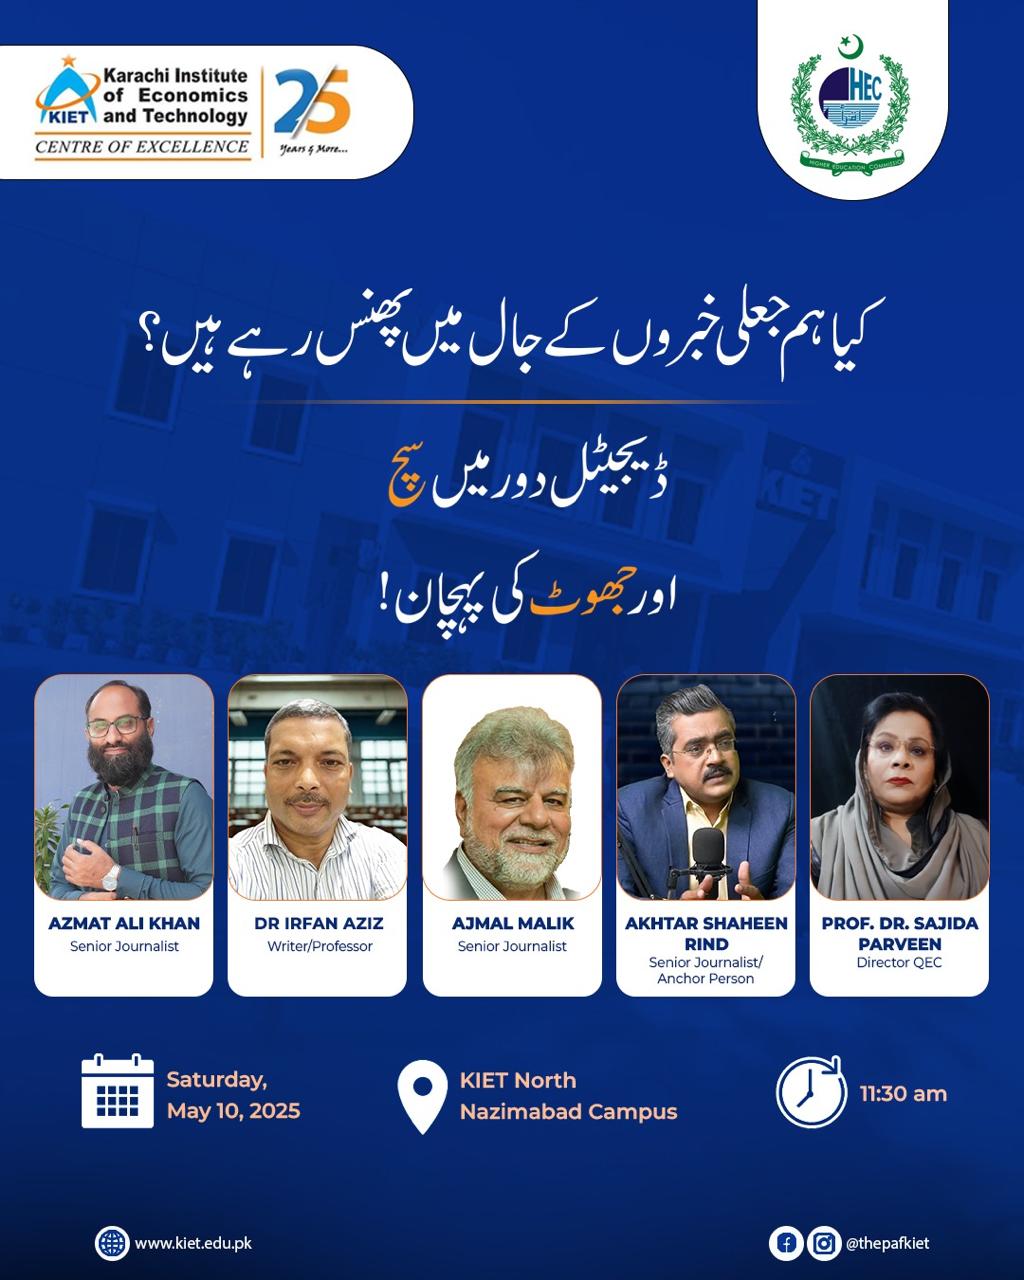 Karachi Institute
of Economics
and Technology
KIET
CENTRE OF EXCELLENCE
25
Years & More...
HEC
HIGHER EDUCATION COMMISSION
کیا ہم جعلی خبروں کے جال میں پھنس رہے ہیں؟
ڈیجیٹل دور میں سچ
اور جھوٹ کی پہچان!
KIET
AZMAT ALI KHAN
Senior Journalist
DR IRFAN AZIZ
Writer/Professor
AJMAL MALIK
Senior Journalist
AKHTAR SHAHEEN
RIND
Senior Journalist/
Anchor Person
PROF. DR. SAJIDA
PARVEEN
Director QEC
Saturday,
May 10, 2025
KIET North
Nazimabad Campus
11:30 am
www.kiet.edu.pk
@thepafkiet